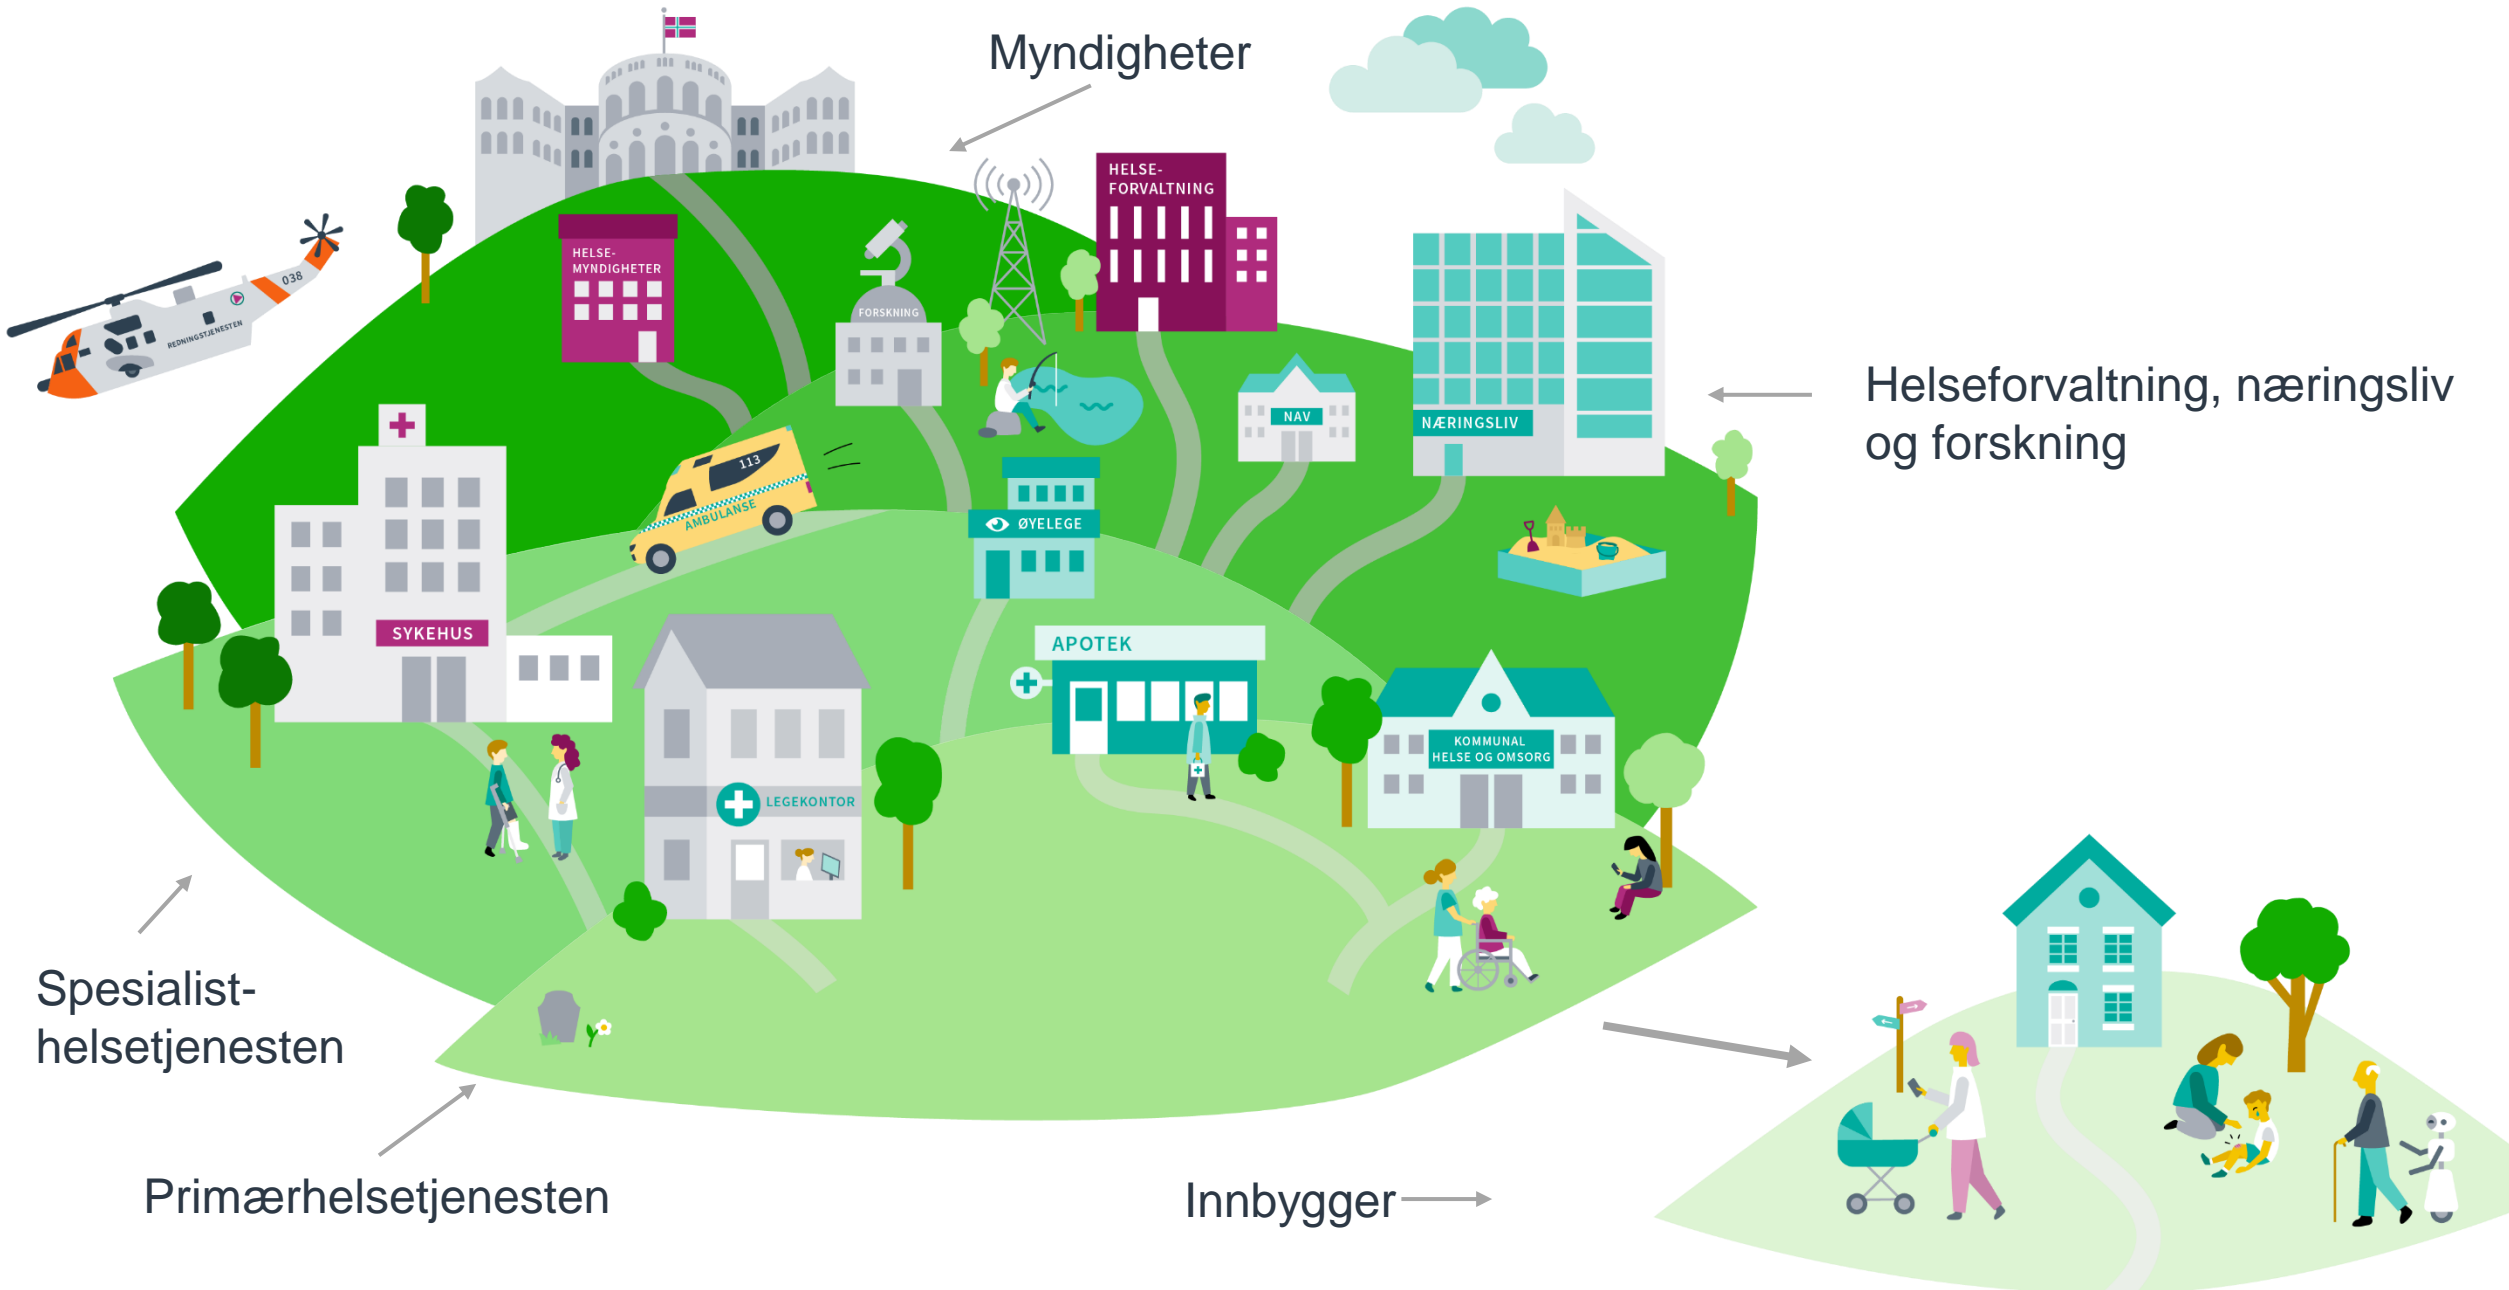 Myndigheter
HELSE-
FORVALTNING
HELSE-
MYNDIGHETER
038
REDNINGSTJENESTEN
FORSKNING
Helseforvaltning, næringsliv
og forskning
NAV
NÆRINGSLIV
113
AMBULANSE
ØYELEGE
SYKEHUS
APOTEK
KOMMUNAL
HELSE OG OMSORG
LEGEKONTOR
Spesialist-
helsetjenesten
Primærhelsetjenesten
Innbygger